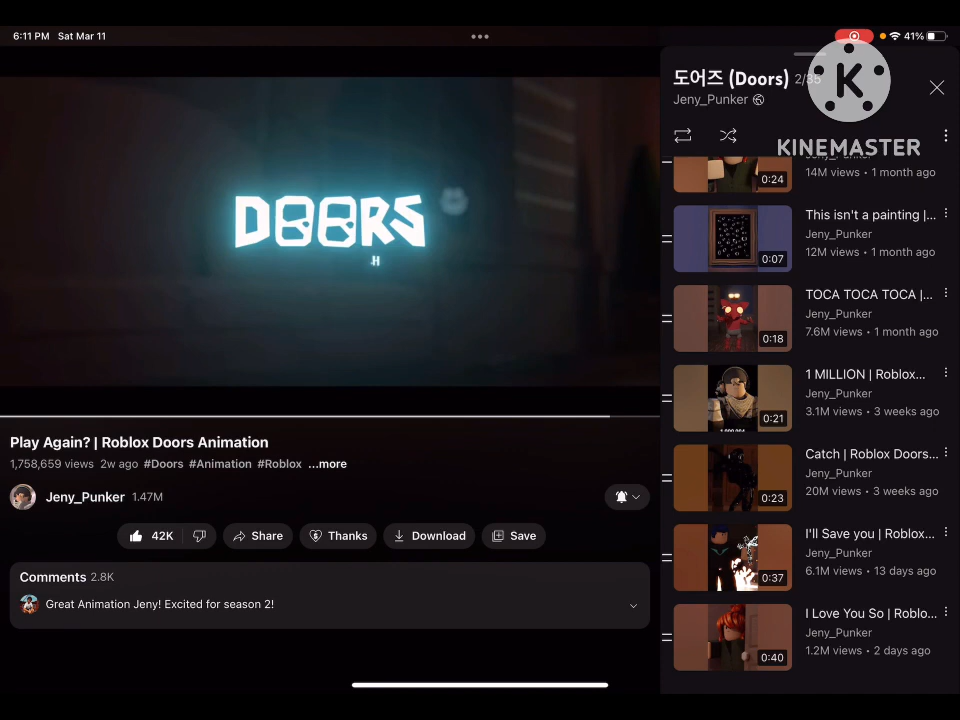 6:11 PM Sat Mar 11
41%
DOORS
도어즈 (Doors) 2/35
Jeny_Punker
K
KINEMASTER
Jeny_Punker
14M views • 1 month ago
0:24
This isn't a painting |...
Jeny_Punker
12M views • 1 month ago
0:07
TOCA TOCA TOCA |...
Jeny_Punker
7.6M views • 1 month ago
0:18
1 MILLION | Roblox...
Jeny_Punker
3.1M views • 3 weeks ago
0:21
Catch | Roblox Doors...
Jeny_Punker
20M views • 3 weeks ago
0:23
I'll Save you | Roblox...
Jeny_Punker
6.1M views • 13 days ago
0:37
I Love You So | Roblo...
Jeny_Punker
1.2M views • 2 days ago
0:40
Play Again? | Roblox Doors Animation
1,758,659 views 2w ago #Doors #Animation #Roblox ...more
Jeny_Punker 1.47M
42K Share Thanks Download Save
Comments 2.8K
Great Animation Jeny! Excited for season 2!